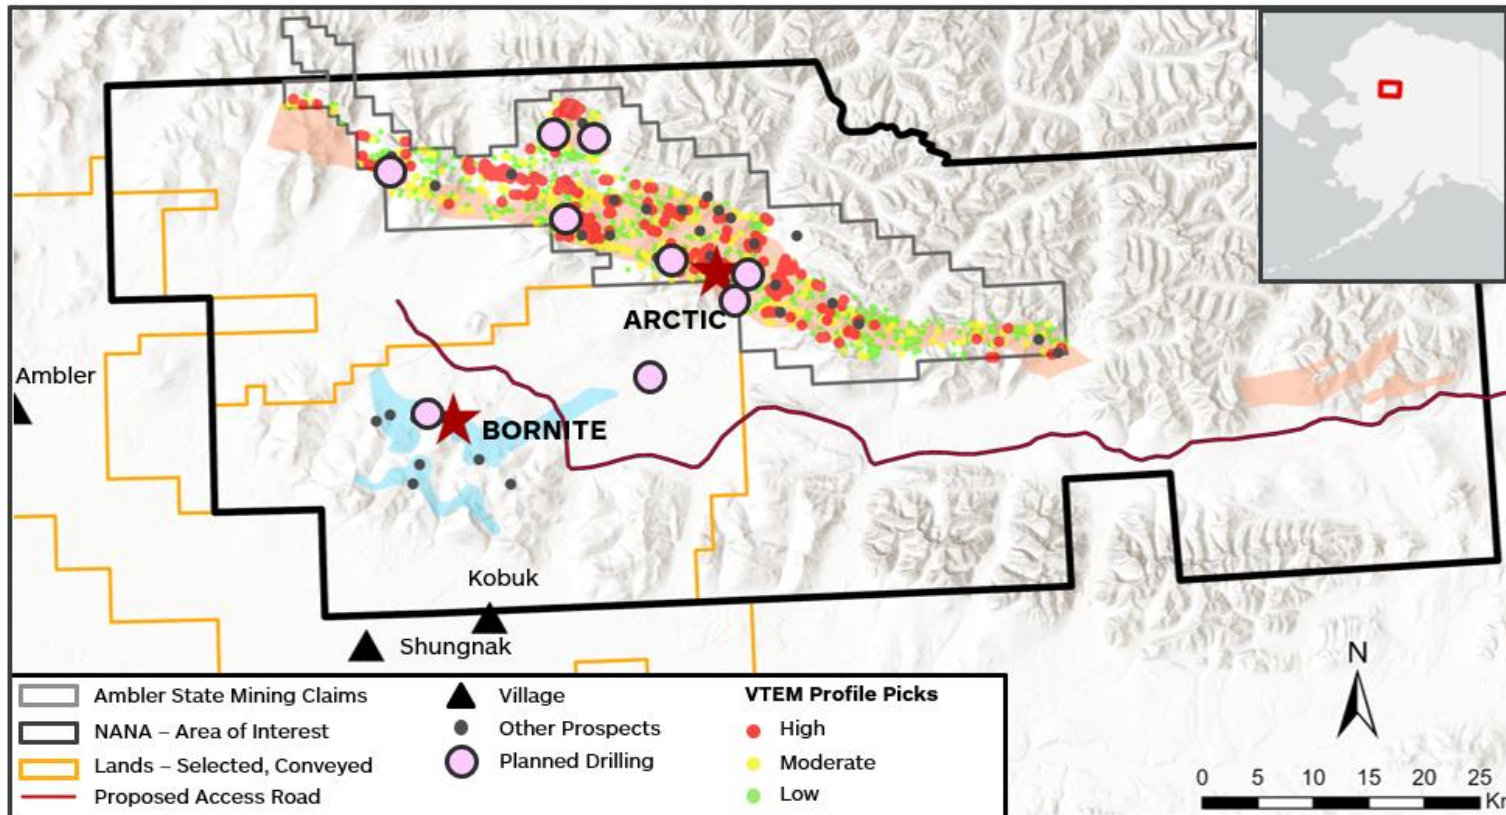 Ambler
ARCTIC
BORNITE
Kobuk
Shungnak
N
Ambler State Mining Claims
NANA – Area of Interest
Lands – Selected, Conveyed
Proposed Access Road
Village
Other Prospects
Planned Drilling
VTEM Profile Picks
High
Moderate
Low
0 5 10 15 20 25